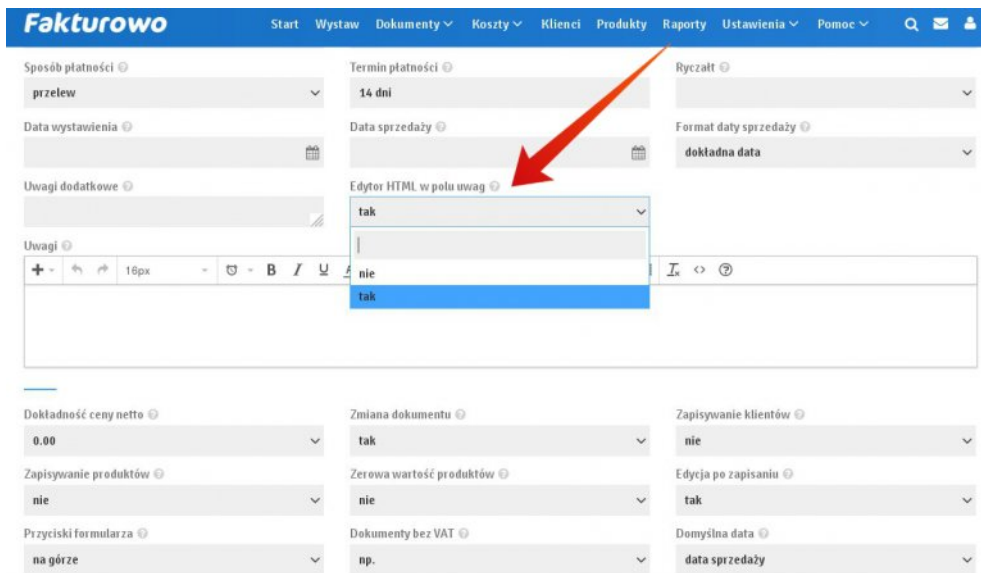 Fakturowo Start Wystaw Dokumenty Koszty Klienci Produkty Raporty Ustawienia Pomoc
Sposób płatności Termin płatności Ryczałt
przelew 14 dni
Data wystawienia Data sprzedaży Format daty sprzedaży
dokładna data
Uwagi dodatkowe Edytor HTML w polu uwag
tak
Uwagi
16px B I U nie
tak
Dokładność ceny netto Zmiana dokumentu Zapisywanie klientów
0.00 tak nie
Zapisywanie produktów Zerowa wartość produktów Edycja po zapisaniu
nie nie tak
Przyciski formularza Dokumenty bez VAT Domyślna data
na górze np. data sprzedaży